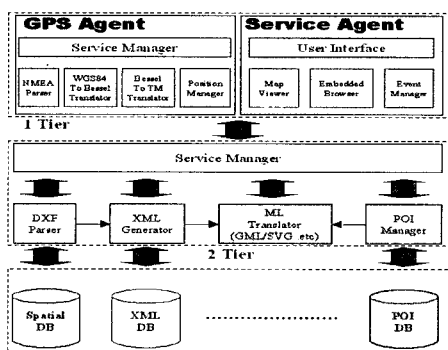 GPS Agent
Service Agent
Service Manager
User Interface
NMEA
Parser
WGS84
To Bessel
Translator
Bessel
To TM
Translator
Position
Manager
Map
Viewer
Embedded
Browser
Event
Manager
1 Tier
Service Manager
DXF
Parser
XML
Generator
ML
Translator
(GML/SVG .etc)
POI
Manager
2 Tier
Spatial
DB
XML
DB
POI
DB